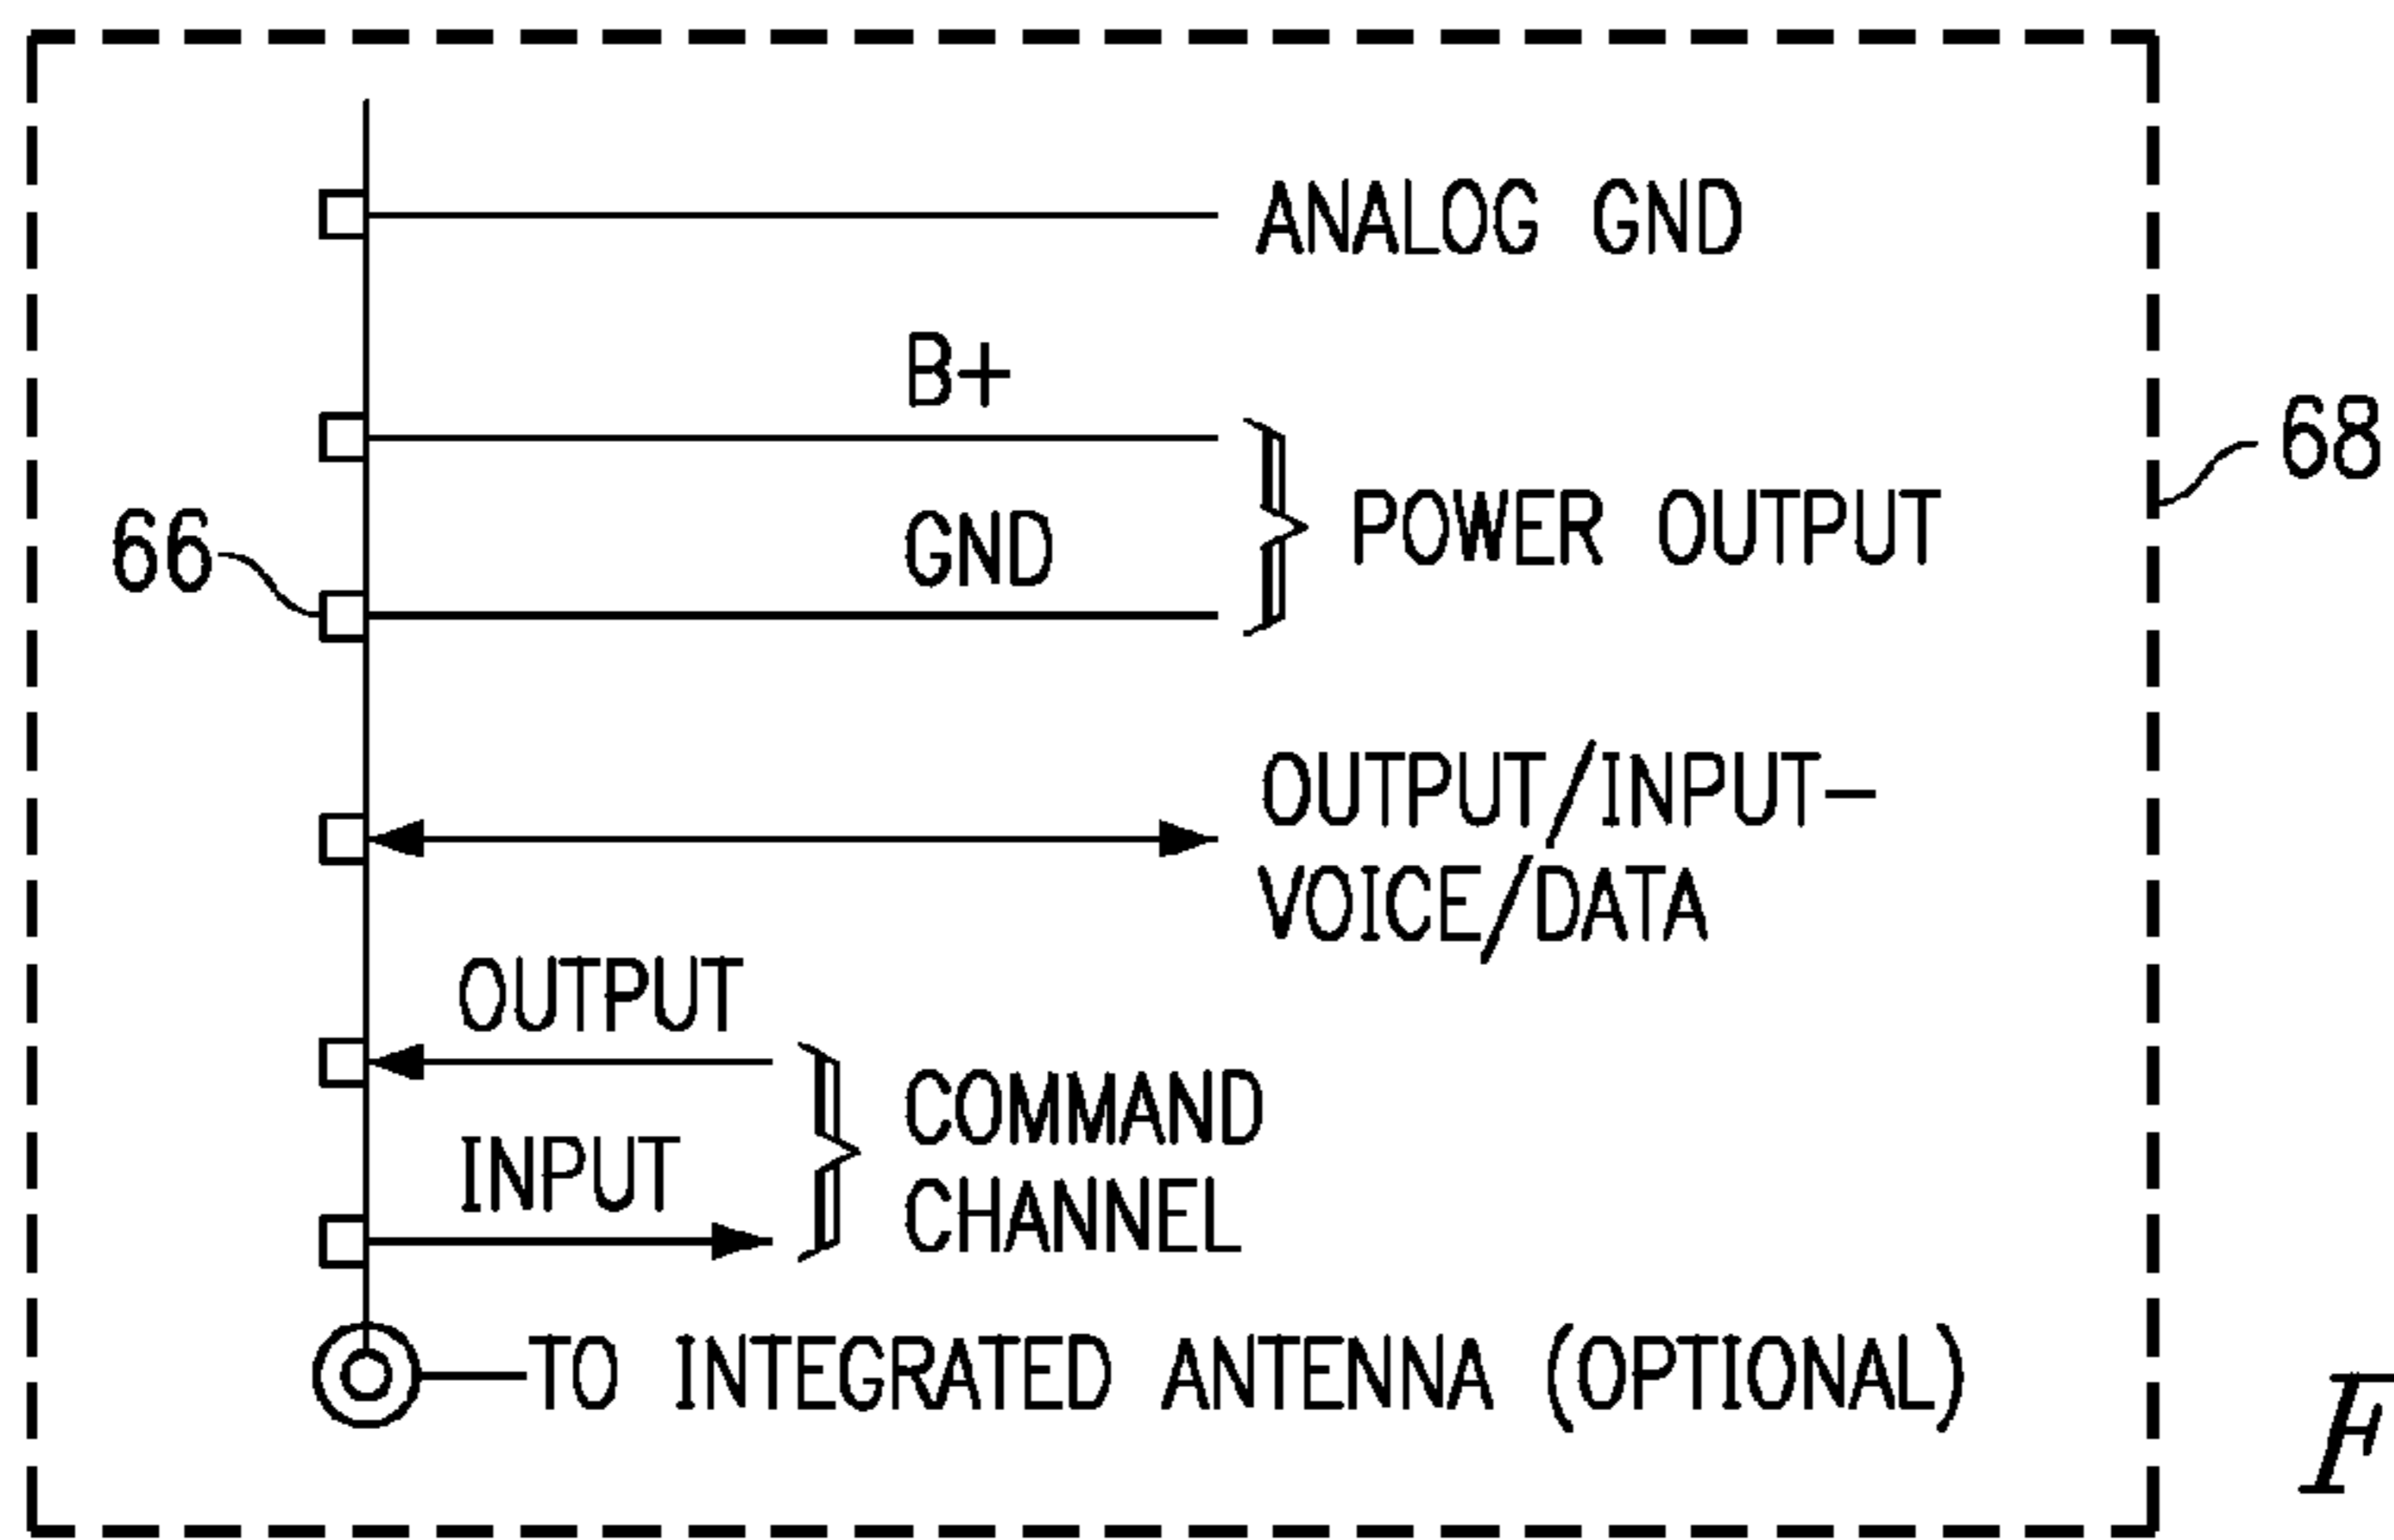 ANALOG GND
B+
68
66
GND
POWER OUTPUT
OUTPUT/INPUT-
VOICE/DATA
OUTPUT
COMMAND
INPUT
CHANNEL
TO INTEGRATED ANTENNA (OPTIONAL)
F